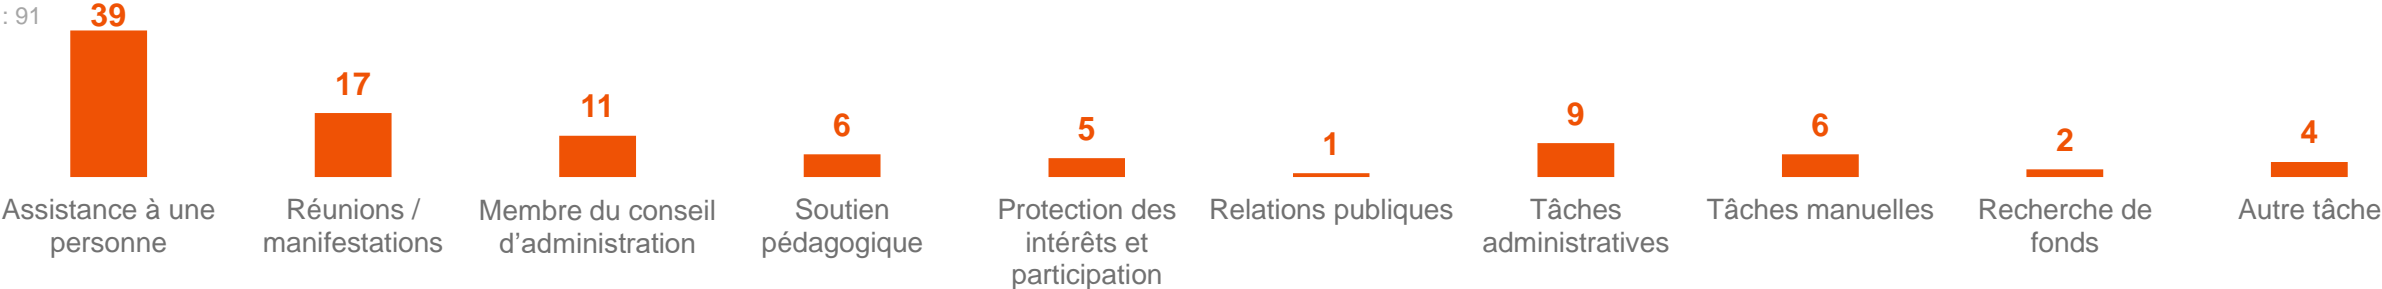 : 91
39
17
11
6
5
1
9
6
2
4
Assistance à une
personne
Réunions /
manifestations
Membre du conseil
d’administration
Soutien
pédagogique
Protection des
intérêts et
participation
Relations publiques
Tâches
administratives
Tâches manuelles
Recherche de
fonds
Autre tâche